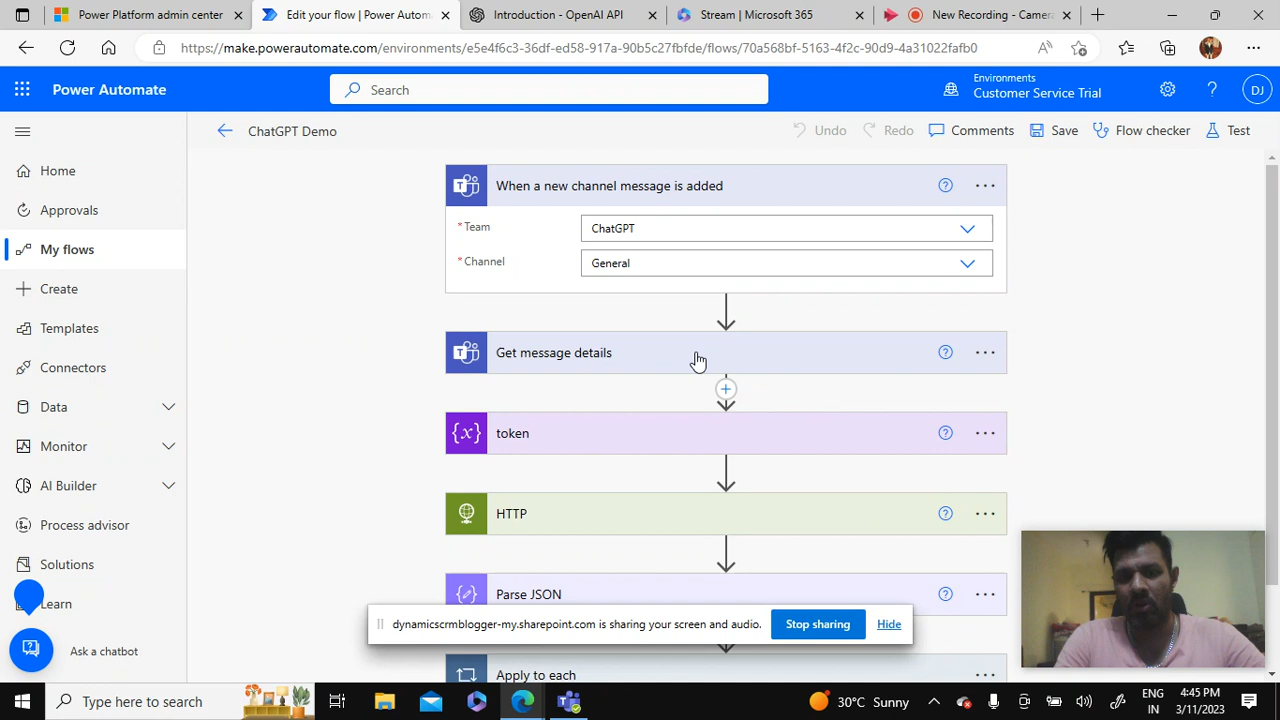 Power Platform admin center
Edit your flow | Power Autom
Introduction - OpenAI API
Stream | Microsoft 365
New Recording - Camer
https://make.powerautomate.com/environments/e5e4f6c3-36df-ed58-917a-90b5c27fbfde/flows/70a568bf-5163-4f2c-90d9-4a31022fafb0
Power Automate
Search
Environments
Customer Service Trial
DJ
ChatGPT Demo
Undo
Redo
Comments
Save
Flow checker
Test
Home
Approvals
My flows
Create
Templates
Connectors
Data
Monitor
AI Builder
Process advisor
Solutions
Learn
Ask a chatbot
When a new channel message is added
* Team
ChatGPT
* Channel
General
Get message details
{x} token
HTTP
Parse JSON
dynamicscrmblogger-my.sharepoint.com is sharing your screen and audio.
Stop sharing
Hide
Apply to each
Type here to search
30°C Sunny
ENG
IN
4:45 PM
3/11/2023